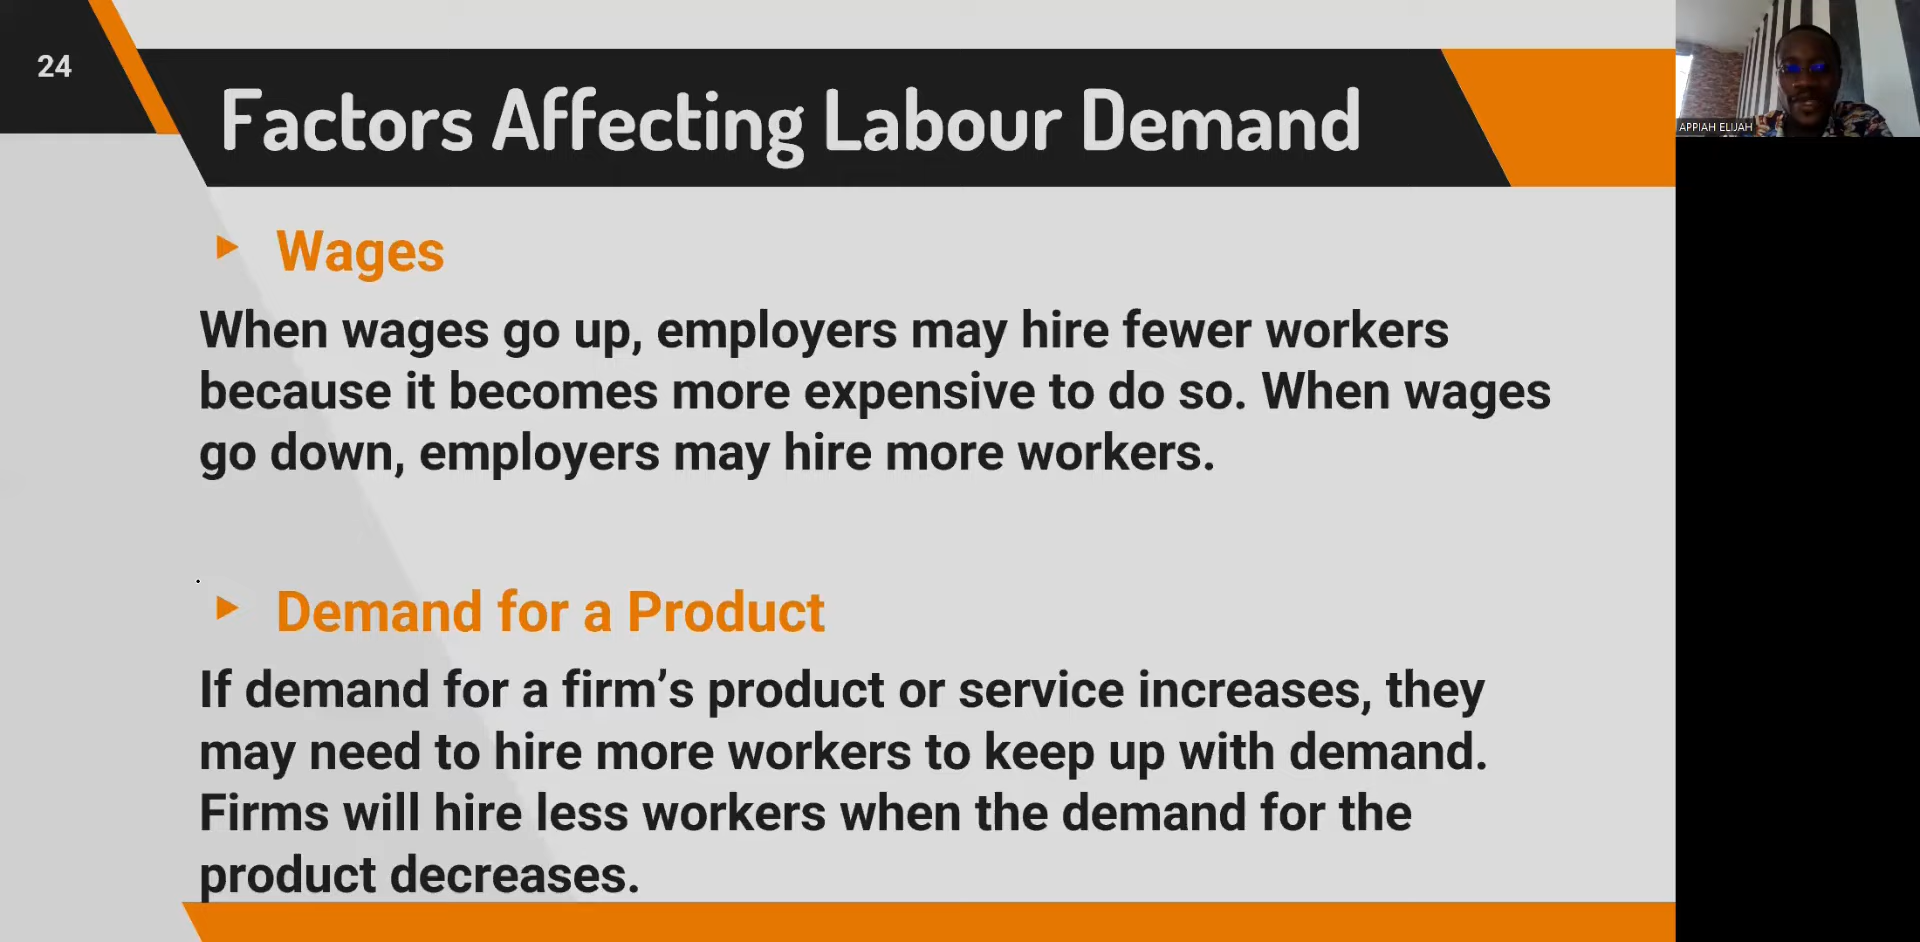 24
Factors Affecting Labour Demand
Wages
When wages go up, employers may hire fewer workers
because it becomes more expensive to do so. When wages
go down, employers may hire more workers.
Demand for a Product
If demand for a firm’s product or service increases, they
may need to hire more workers to keep up with demand.
Firms will hire less workers when the demand for the
product decreases.
APPIAH ELIJAH